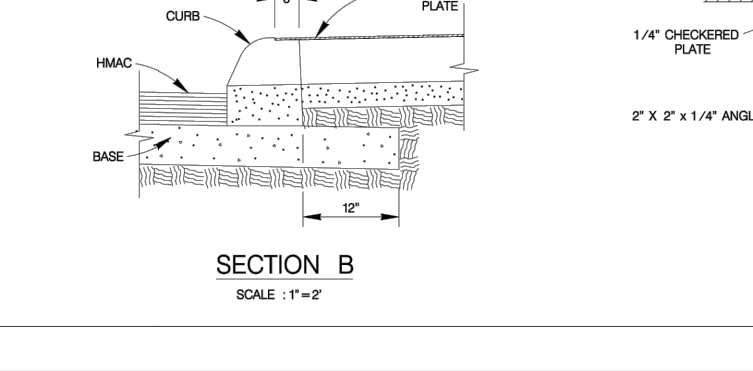 PLATE
CURB
1/4" CHECKERED
PLATE
HMAC
2" X 2" x 1/4" ANGL
BASE
12"
SECTION B
SCALE : 1"=2'